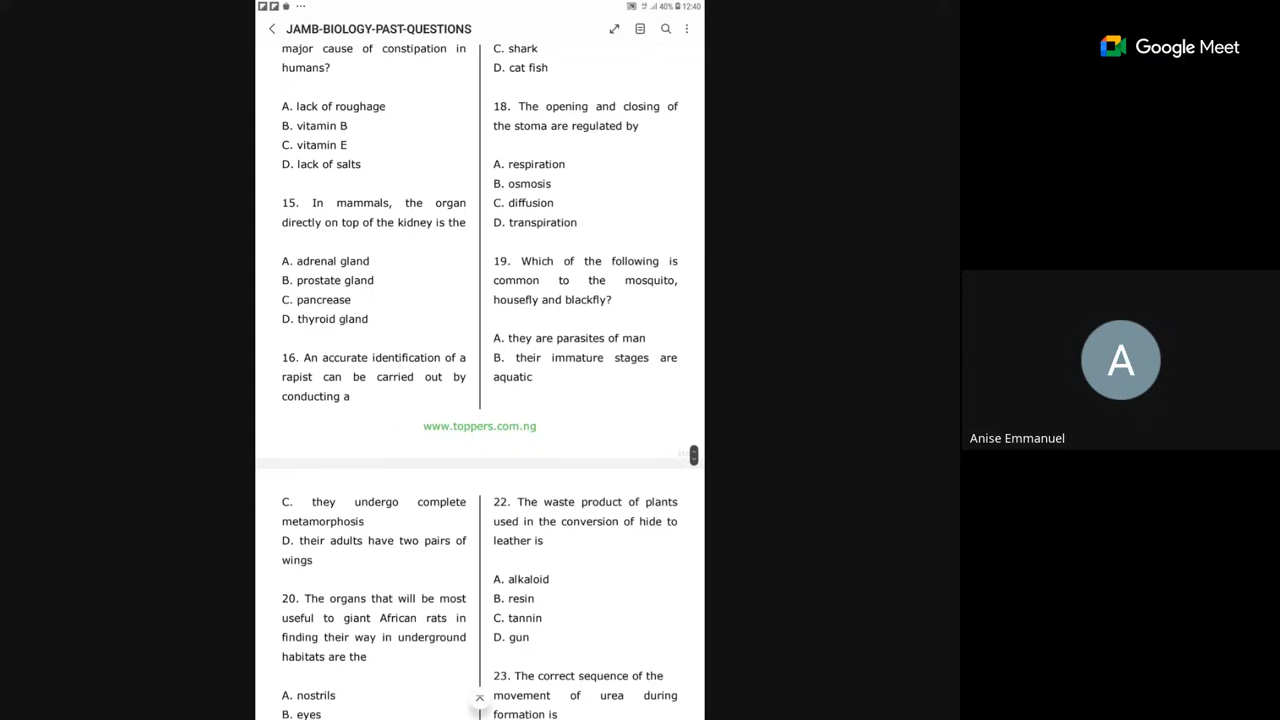 40% 12:40
JAMB-BIOLOGY-PAST-QUESTIONS
major cause of constipation in
humans?
A. lack of roughage
B. vitamin B
C. vitamin E
D. lack of salts
15. In mammals, the organ
directly on top of the kidney is the
A. adrenal gland
B. prostate gland
C. pancrease
D. thyroid gland
16. An accurate identification of a
rapist can be carried out by
conducting a
C. shark
D. cat fish
18. The opening and closing of
the stoma are regulated by
A. respiration
B. osmosis
C. diffusion
D. transpiration
19. Which of the following is
common to the mosquito,
housefly and blackfly?
A. they are parasites of man
B. their immature stages are
aquatic
www.toppers.com.ng
C. they undergo complete
metamorphosis
D. their adults have two pairs of
wings
20. The organs that will be most
useful to giant African rats in
finding their way in underground
habitats are the
A. nostrils
B. eyes
22. The waste product of plants
used in the conversion of hide to
leather is
A. alkaloid
B. resin
C. tannin
D. gun
23. The correct sequence of the
movement of urea during
formation is
Google Meet
A
Anise Emmanuel